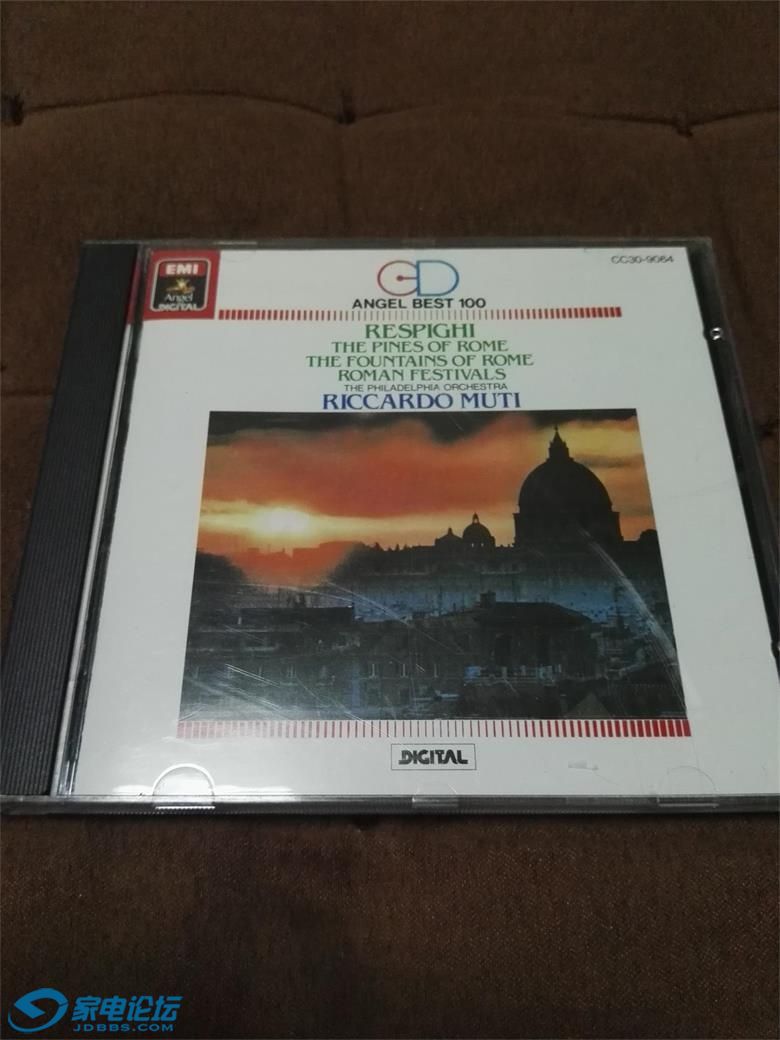 EMI
Angel
DIGITAL
CD
ANGEL BEST 100
CC30-9064
RESPIGHI
THE PINES OF ROME
THE FOUNTAINS OF ROME
ROMAN FESTIVALS
THE PHILADELPHIA ORCHESTRA
RICCARDO MUTI
DIGITAL
家电论坛
JDBBS.COM